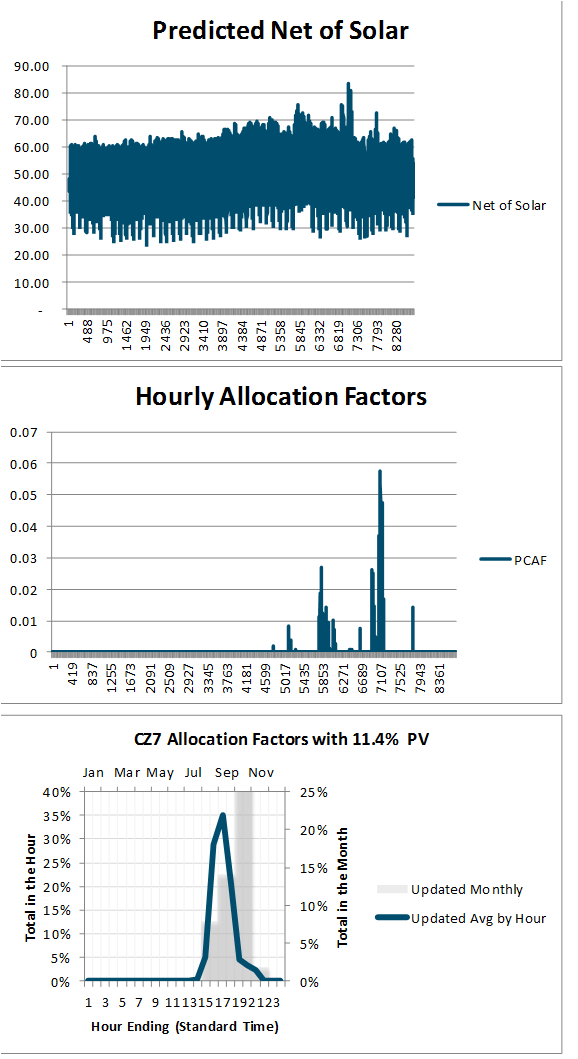 Predicted Net of Solar
90.00
80.00
70.00
60.00
50.00
40.00
30.00
20.00
10.00
-
Net of Solar
1 488 975 1462 1949 2436 2923 3410 3897 4384 4871 5358 5845 6332 6819 7306 7793 8280
Hourly Allocation Factors
0.07
0.06
0.05
0.04
0.03
0.02
0.01
0
PCAF
1 419 837 1255 1673 2091 2509 2927 3345 3763 4181 4599 5017 5435 5853 6271 6689 7107 7525 7943 8361
CZ7 Allocation Factors with 11.4% PV
Jan Mar May Jul Sep Nov
40% 25%
35%
20%
30%
25%
15%
20%
15%
10%
10%
5%
5%
0% 0%
Total in the Hour
Total in the Month
Updated Monthly
Updated Avg by Hour
1 3 5 7 9 11 13 15 17 19 21 23
Hour Ending (Standard Time)